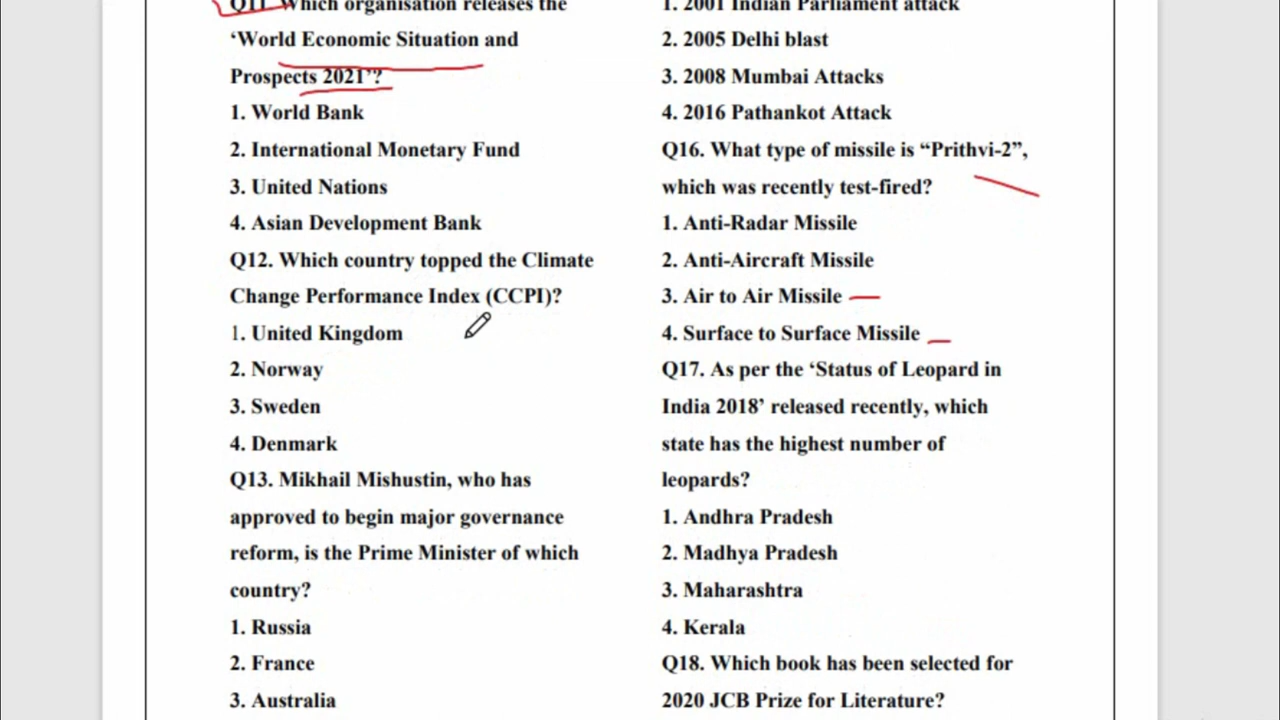 Q11. Which organisation releases the
‘World Economic Situation and
Prospects 2021’?
1. World Bank
2. International Monetary Fund
3. United Nations
4. Asian Development Bank
Q12. Which country topped the Climate
Change Performance Index (CCPI)?
1. United Kingdom
2. Norway
3. Sweden
4. Denmark
Q13. Mikhail Mishustin, who has
approved to begin major governance
reform, is the Prime Minister of which
country?
1. Russia
2. France
3. Australia
1. 2001 Indian Parliament attack
2. 2005 Delhi blast
3. 2008 Mumbai Attacks
4. 2016 Pathankot Attack
Q16. What type of missile is “Prithvi-2”,
which was recently test-fired?
1. Anti-Radar Missile
2. Anti-Aircraft Missile
3. Air to Air Missile
4. Surface to Surface Missile
Q17. As per the ‘Status of Leopard in
India 2018’ released recently, which
state has the highest number of
leopards?
1. Andhra Pradesh
2. Madhya Pradesh
3. Maharashtra
4. Kerala
Q18. Which book has been selected for
2020 JCB Prize for Literature?